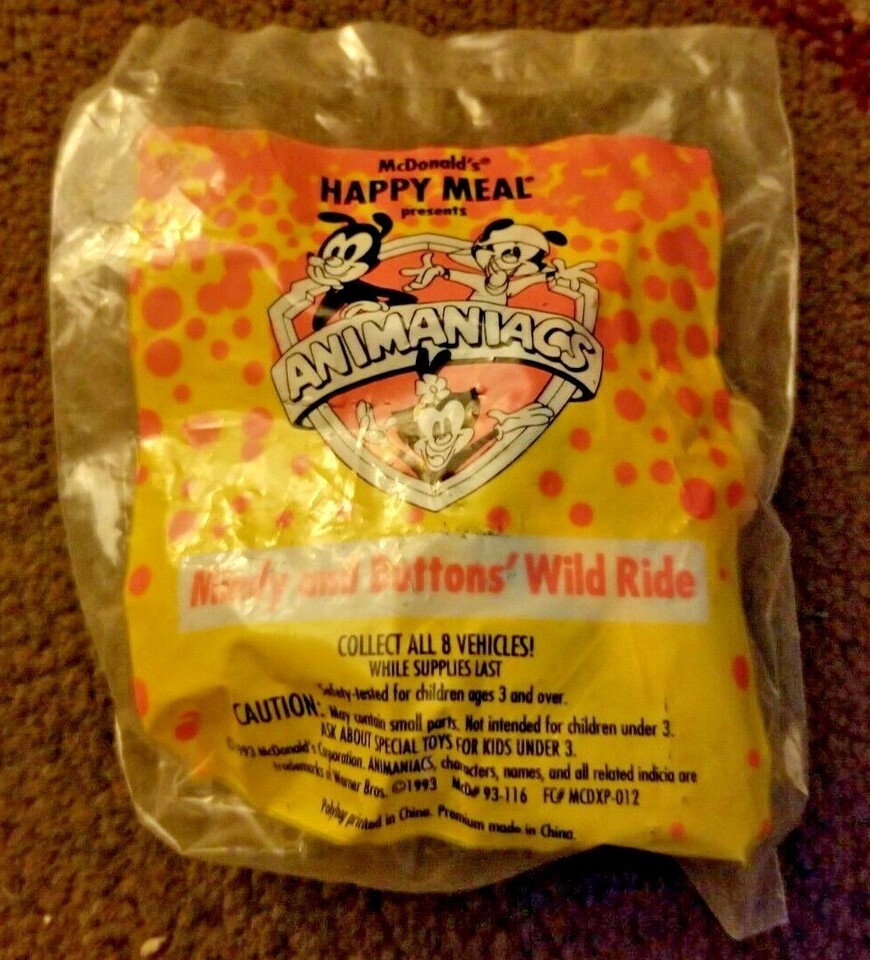 McDonald's®
HAPPY MEAL®
presents
ANIMANIACS
Mindy and Buttons' Wild Ride
COLLECT ALL 8 VEHICLES!
WHILE SUPPLIES LAST
Safety-tested for children ages 3 and over.
CAUTION: May contain small parts. Not intended for children under 3.
ASK ABOUT SPECIAL TOYS FOR KIDS UNDER 3.
©1993 McDonald's Corporation. ANIMANIACS, characters, names, and all related indicia are
trademarks of Warner Bros. ©1993 McD# 93-116 FC# MCDXP-012
Polybag printed in China. Premium made in China.